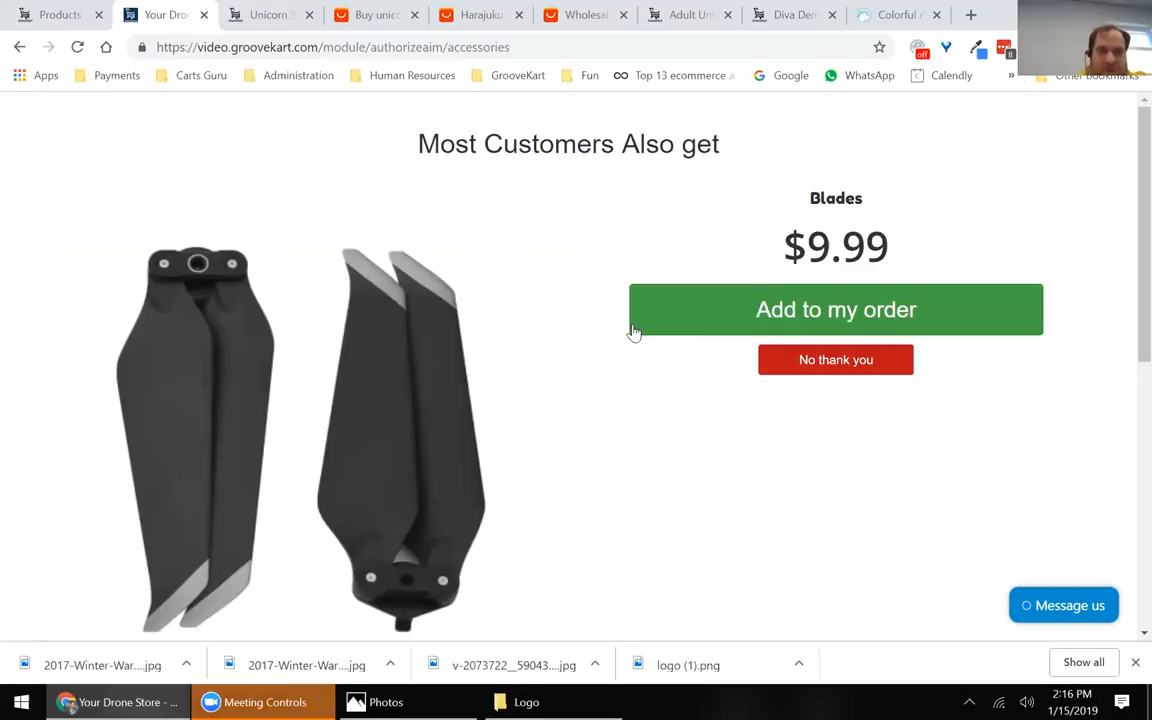 Products
Your Dro
Unicorn
Buy unic
Harajuku
Wholesal
Adult Un
Diva Den
Colorful
https://video.groovekart.com/module/authorizeaim/accessories
off
8
Apps
Payments
Carts Guru
Administration
Human Resources
GrooveKart
Fun
Top 13 ecommerce
Google
WhatsApp
Calendly
»
Other bookmarks
Most Customers Also get
Blades
$9.99
Add to my order
No thank you
Message us
2017-Winter-War....jpg
2017-Winter-War....jpg
v-2073722__59043....jpg
logo (1).png
Show all
Your Drone Store - ...
Meeting Controls
Photos
Logo
2:16 PM
1/15/2019